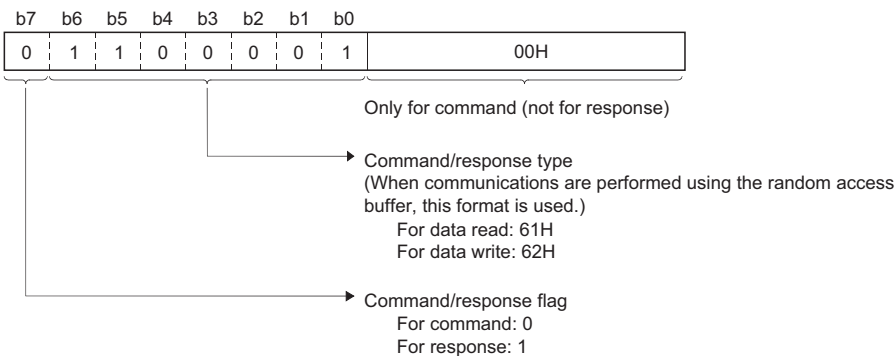 b7 b6 b5 b4 b3 b2 b1 b0
0 1 1 0 0 0 0 1 00H
Only for command (not for response)
Command/response type
(When communications are performed using the random access
buffer, this format is used.)
For data read: 61H
For data write: 62H
Command/response flag
For command: 0
For response: 1